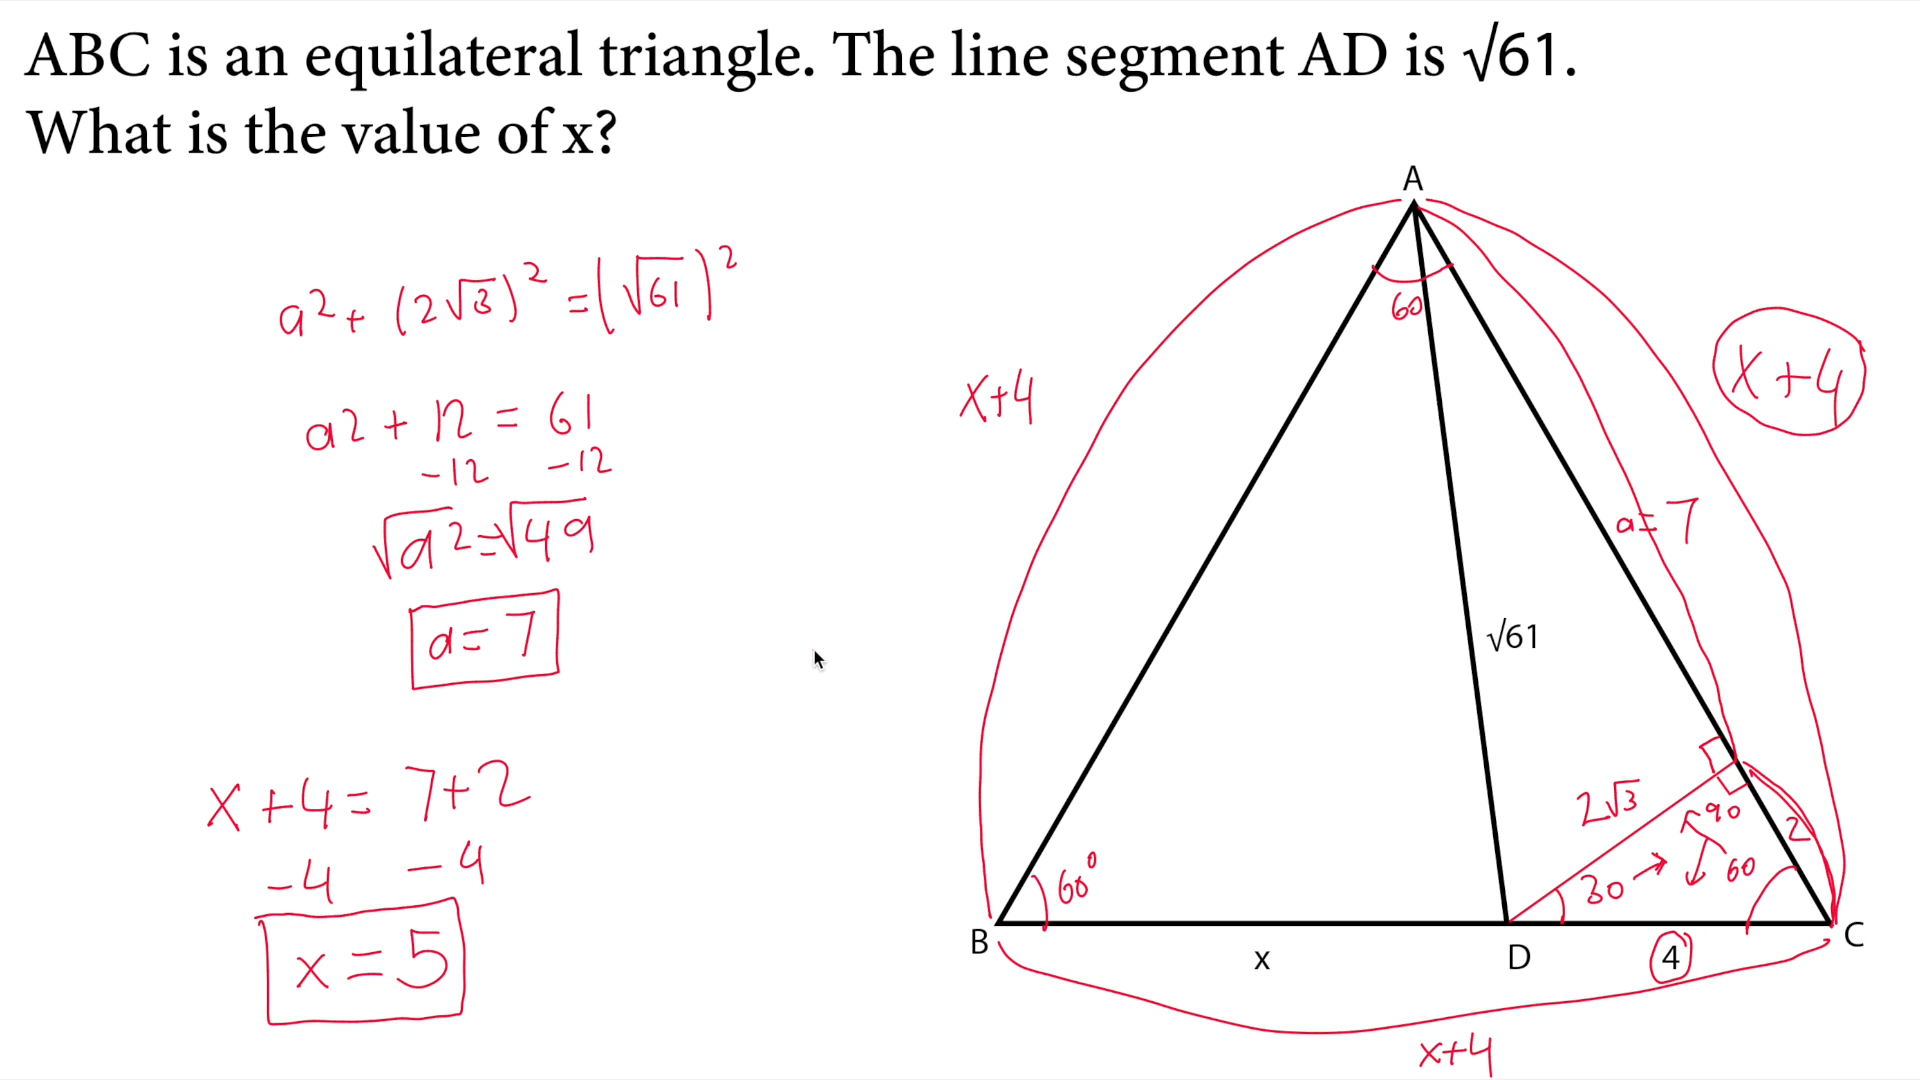 ABC is an equilateral triangle. The line segment AD is √61.
What is the value of x?
a² + (2√3)² = (√61)²
a2 + 12 = 61
-12 -12
√a2 = √49
a = 7
x + 4 = 7 + 2
-4 -4
x = 5
A
60
x+4
x+4
a = 7
√61
2√3
90
2
60
30
60°
B
x
D
4
C
x+4